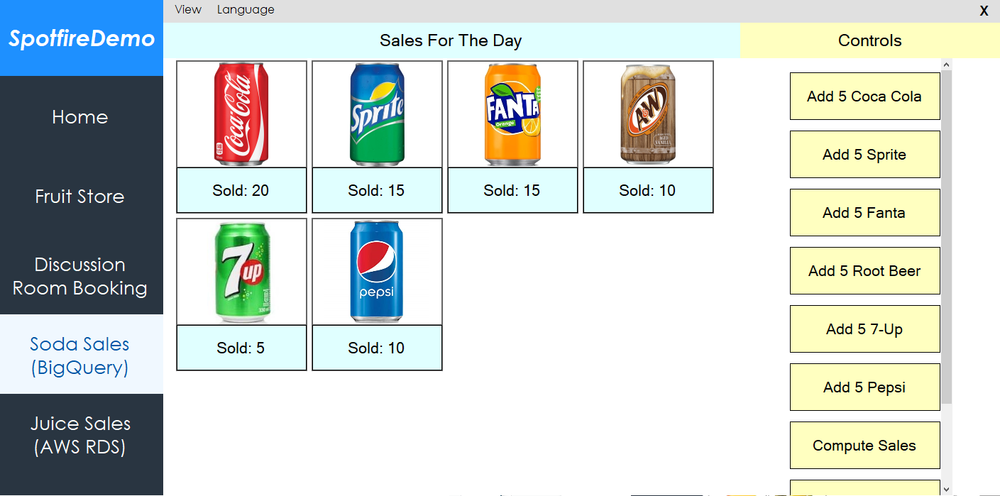 SpotfireDemo
View Language
X
Home
Fruit Store
Discussion
Room Booking
Soda Sales
(BigQuery)
Juice Sales
(AWS RDS)
Sales For The Day
Coca-Cola
Sprite
FANTA
Orange
A&W
AGED
VANILLA
Sold: 20
Sold: 15
Sold: 15
Sold: 10
7up
pepsi
Sold: 5
Sold: 10
Controls
Add 5 Coca Cola
Add 5 Sprite
Add 5 Fanta
Add 5 Root Beer
Add 5 7-Up
Add 5 Pepsi
Compute Sales